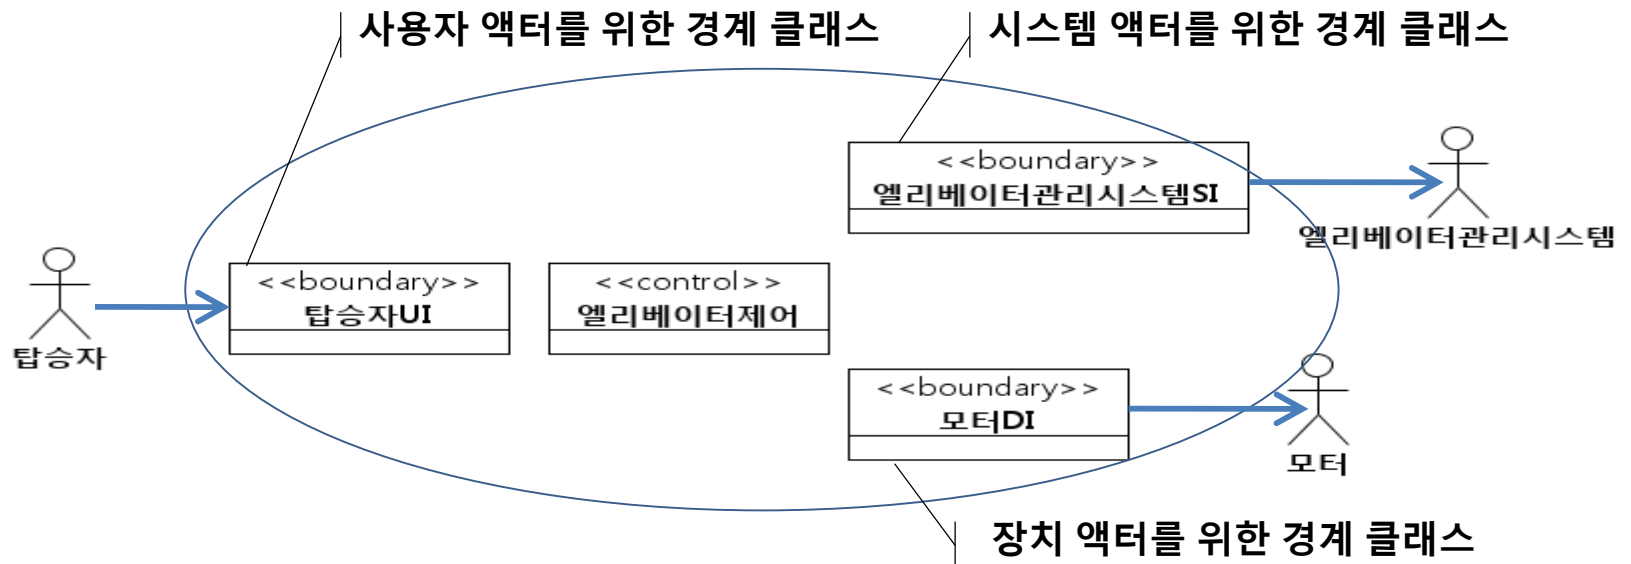 사용자 액터를 위한 경계 클래스
시스템 액터를 위한 경계 클래스
<<boundary>>
엘리베이터관리시스템SI
엘리베이터관리시스템
<<boundary>>
탑승자UI
<<control>>
엘리베이터제어
탑승자
<<boundary>>
모터DI
모터
장치 액터를 위한 경계 클래스